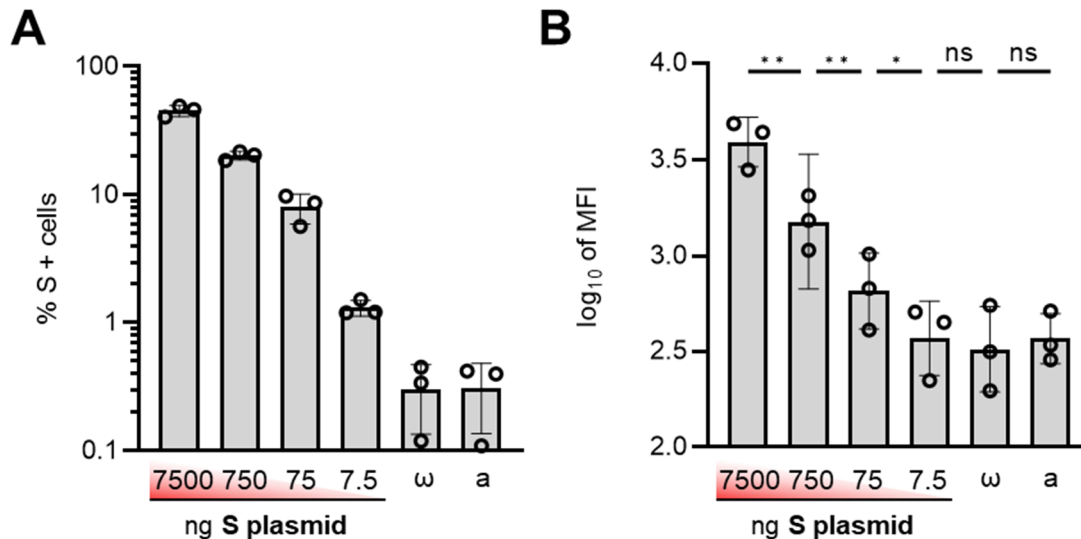 A
100
10
1
0.1
% S + cells
7500 750 75 7.5 ω a
ng S plasmid
B
** ** * ns ns
4.0
3.5
3.0
2.5
2.0
log₁₀ of MFI
7500 750 75 7.5 ω a
ng S plasmid